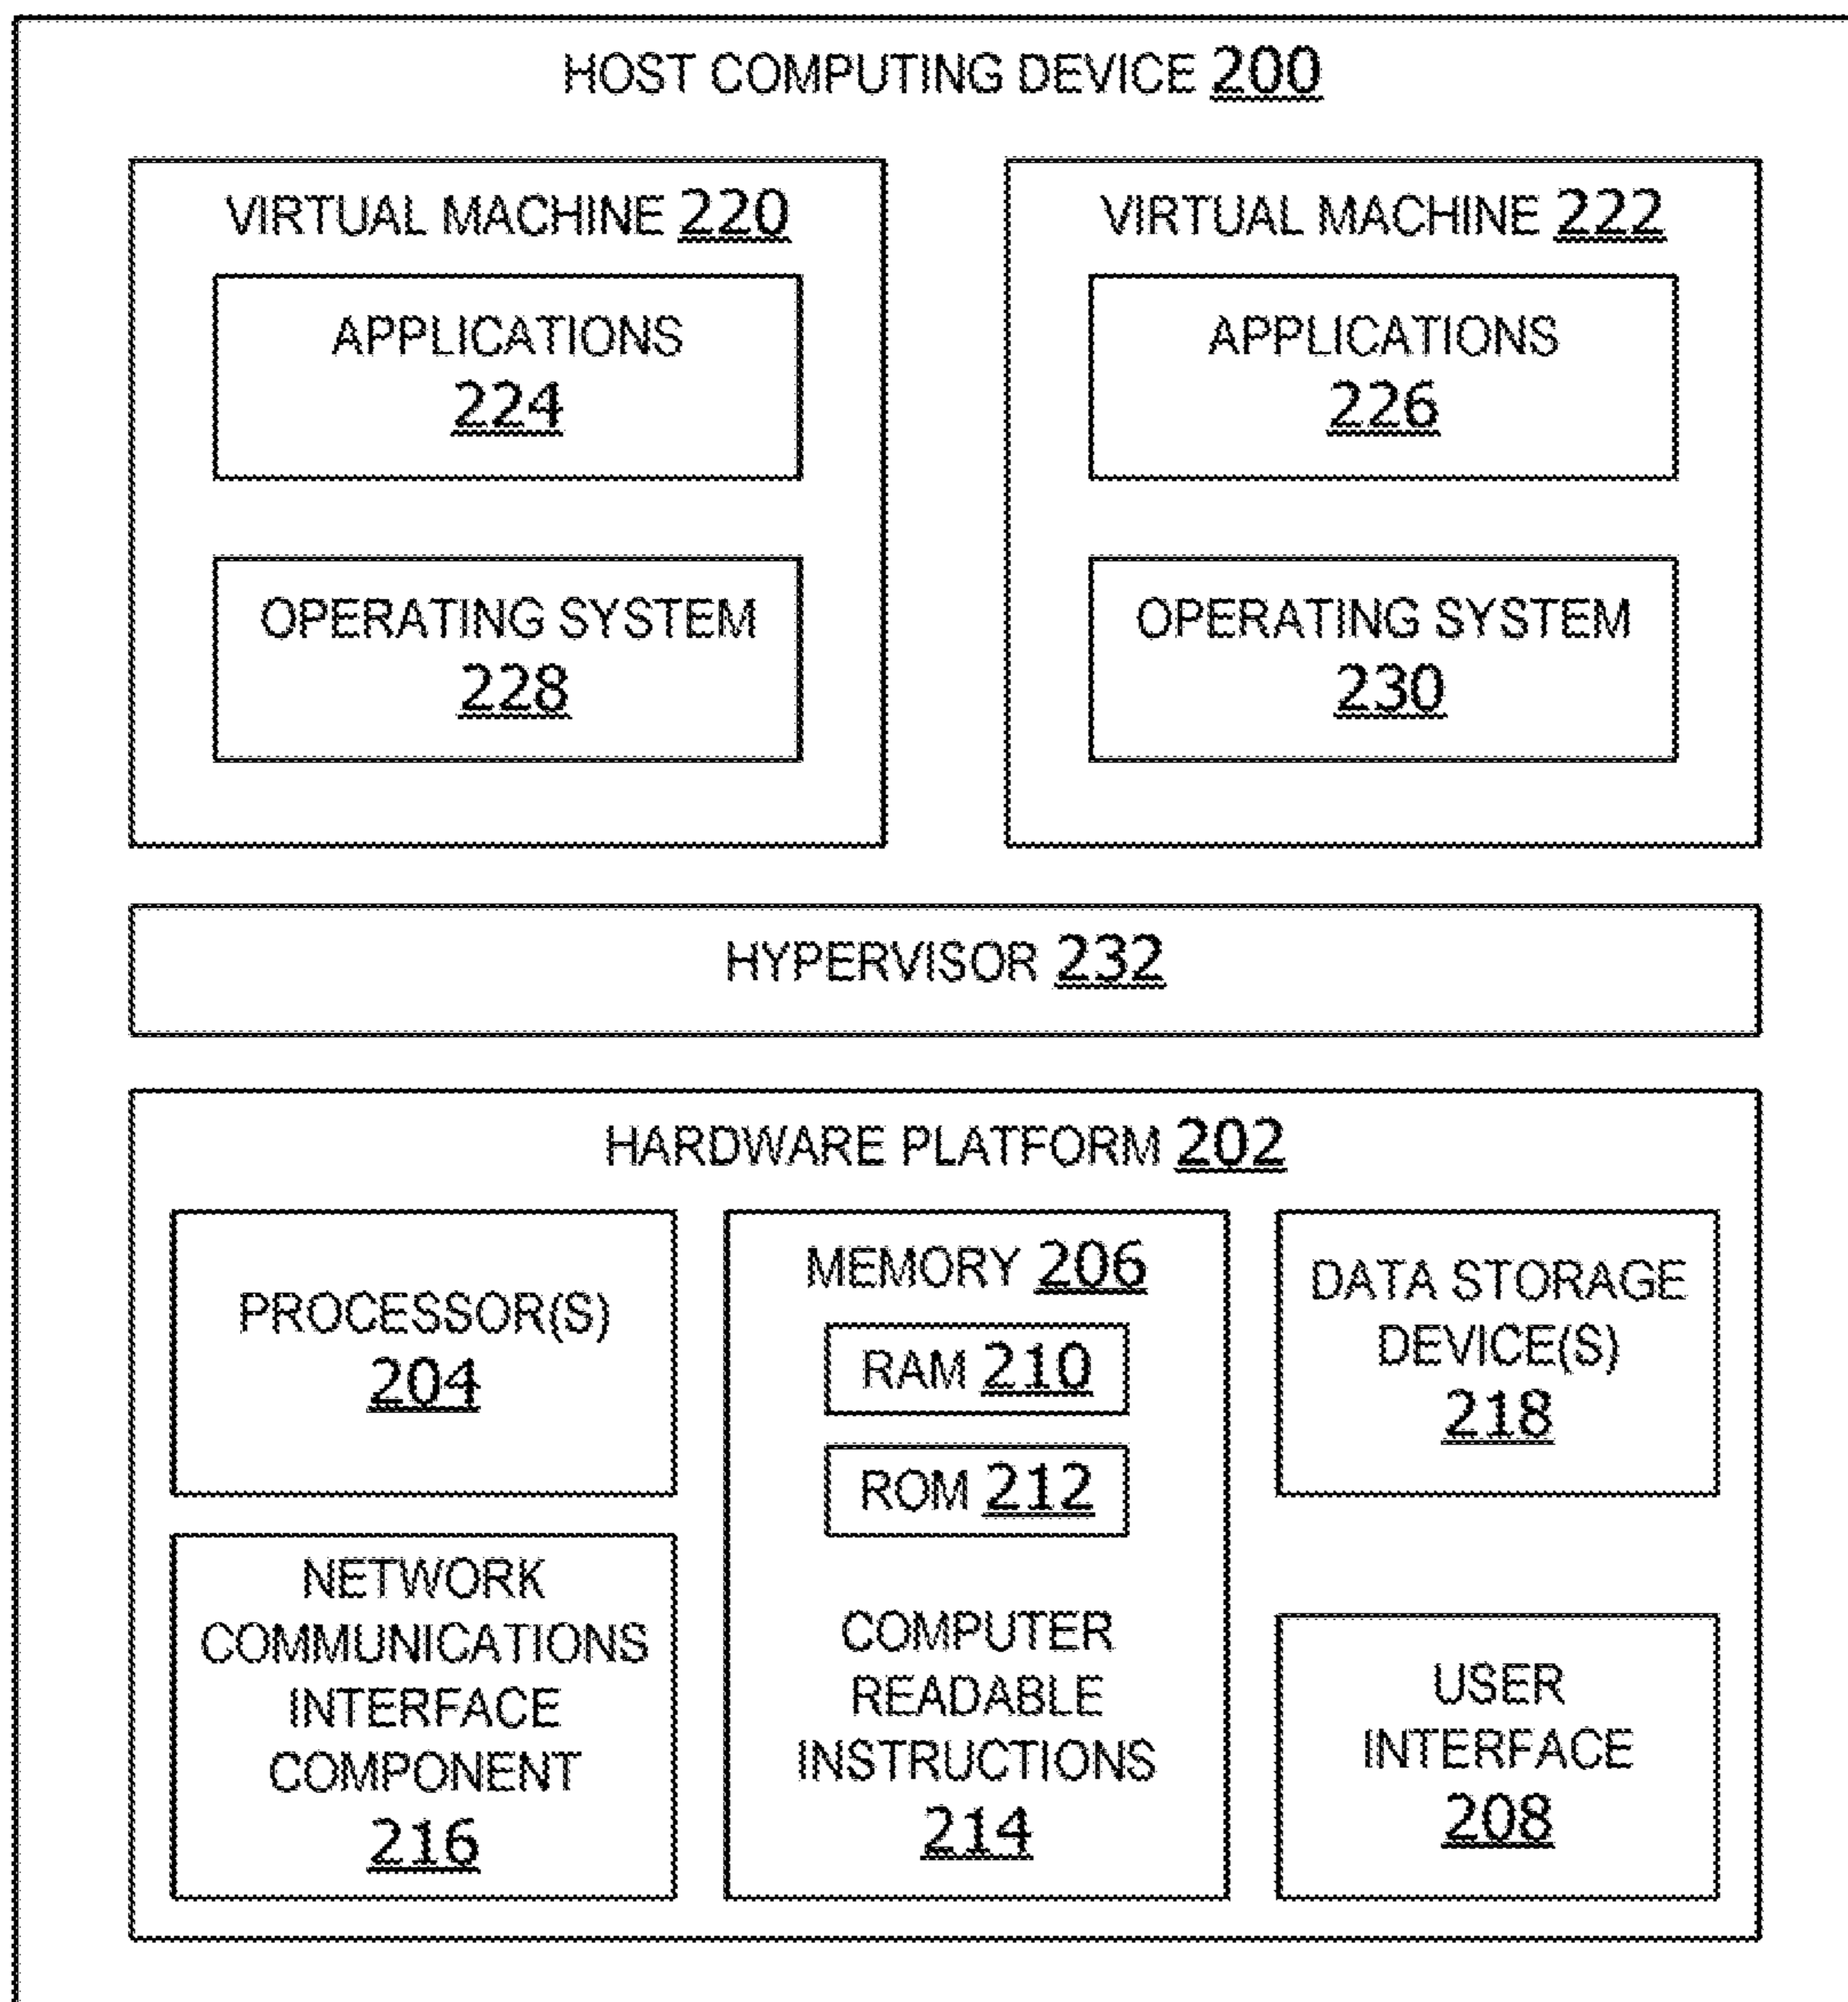 HOST COMPUTING DEVICE 200
VIRTUAL MACHINE 220
APPLICATIONS
224
OPERATING SYSTEM
228
VIRTUAL MACHINE 222
APPLICATIONS
226
OPERATING SYSTEM
230
HYPERVISOR 232
HARDWARE PLATFORM 202
PROCESSOR(S)
204
NETWORK
COMMUNICATIONS
INTERFACE
COMPONENT
216
MEMORY 206
RAM 210
ROM 212
COMPUTER
READABLE
INSTRUCTIONS
214
DATA STORAGE
DEVICE(S)
218
USER
INTERFACE
208